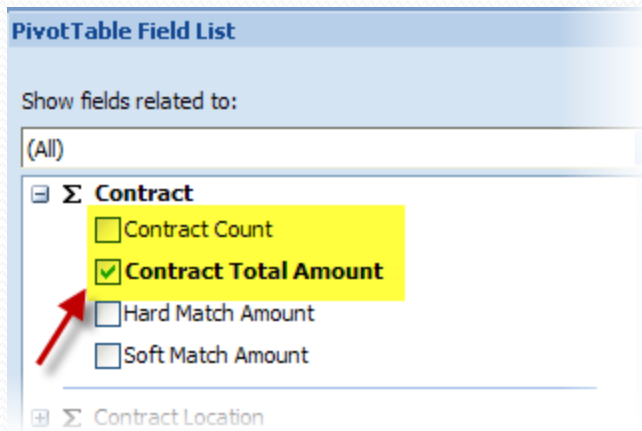 PivotTable Field List
Show fields related to:
(All)
Σ Contract
Contract Count
Contract Total Amount
Hard Match Amount
Soft Match Amount
Σ Contract Location